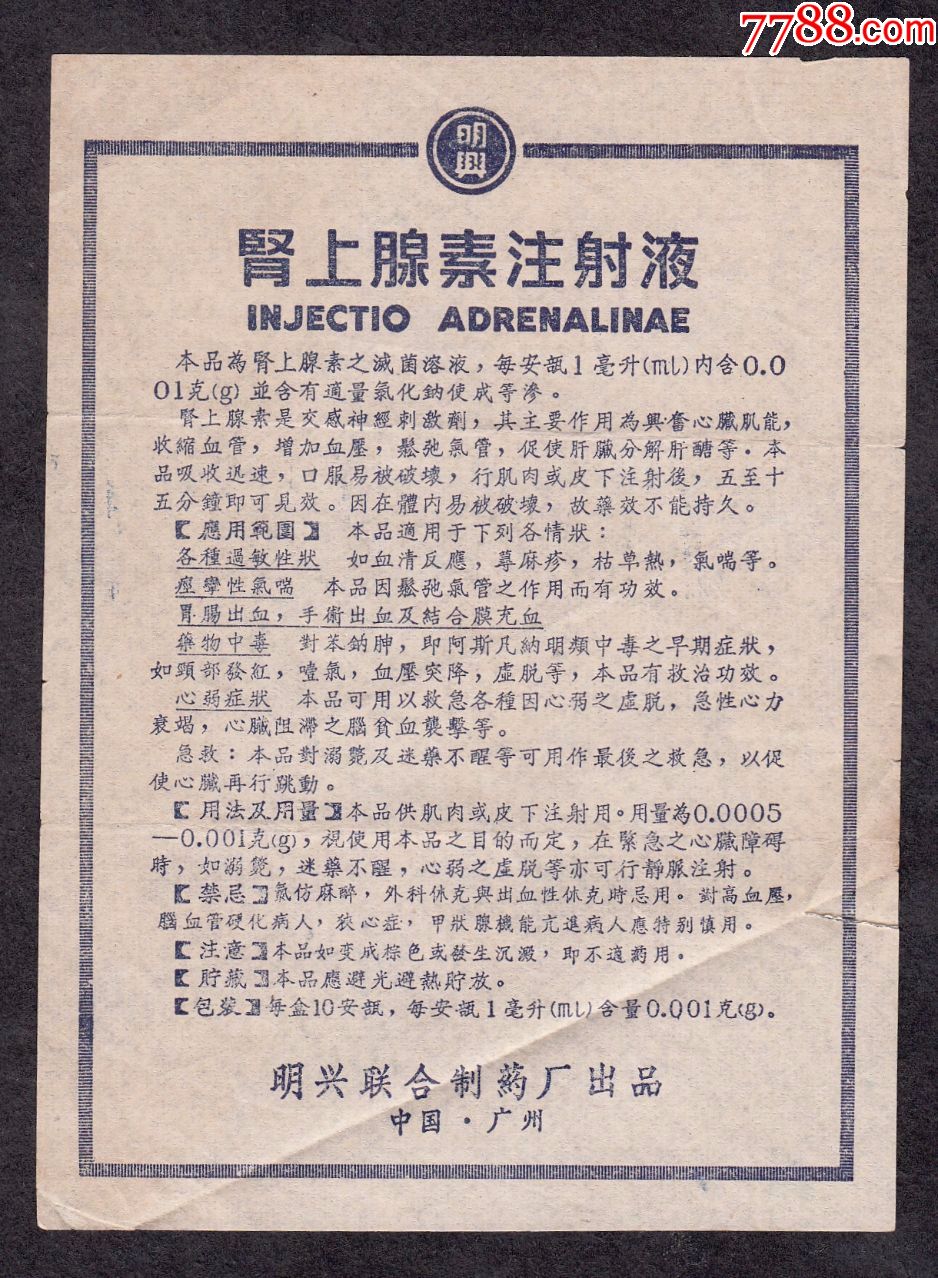 7788.com
明興
腎上腺素注射液
INJECTIO ADRENALINAE
本品為腎上腺素之滅菌溶液，每安瓿1毫升(ml)内含0.0
01克(g)並含有適量氯化鈉使成等滲。
腎上腺素是交感神經刺激劑，其主要作用為興奮心臟肌能，
收縮血管，增加血壓，鬆弛氣管，促使肝臟分解肝醣等。本
品吸收迅速，口服易被破壞，行肌肉或皮下注射後，五至十
五分鐘即可見效。因在體内易被破壞，故藥效不能持久。
【應用範圍】 本品適用于下列各情狀：
各種過敏性狀 如血清反應，蕁麻疹，枯草熱，氣喘等。
痙攣性氣喘 本品因鬆弛氣管之作用而有功效。
胃腸出血，手術出血及結合膜充血
藥物中毒 對苯鈉胂，即阿斯凡納明類中毒之早期症狀，
如頸部發紅，噎氣，血壓突降，虛脱等，本品有救治功效。
心弱症狀 本品可用以救急各種因心弱之虛脱，急性心力
衰竭，心臟阻滯之腦貧血襲擊等。
急救：本品對溺斃及迷藥不醒等可用作最後之救急，以促
使心臟再行跳動。
【用法及用量】本品供肌肉或皮下注射用。用量為0.0005
—0.001克(g)，視使用本品之目的而定，在緊急之心臟障碍
時，如溺斃，迷藥不醒，心弱之虛脱等亦可行靜脈注射。
【禁忌】氯仿麻醉，外科休克與出血性休克時忌用。對高血壓，
腦血管硬化病人，狹心症，甲狀腺機能亢進病人應特别慎用。
【注意】本品如变成棕色或發生沉澱，即不適葯用。
【貯藏】本品應避光避熱貯放。
【包裝】每盒10安瓿，每安瓿1毫升(ml)含量0.001克(g)。
明兴联合制药厂出品
中国·广州